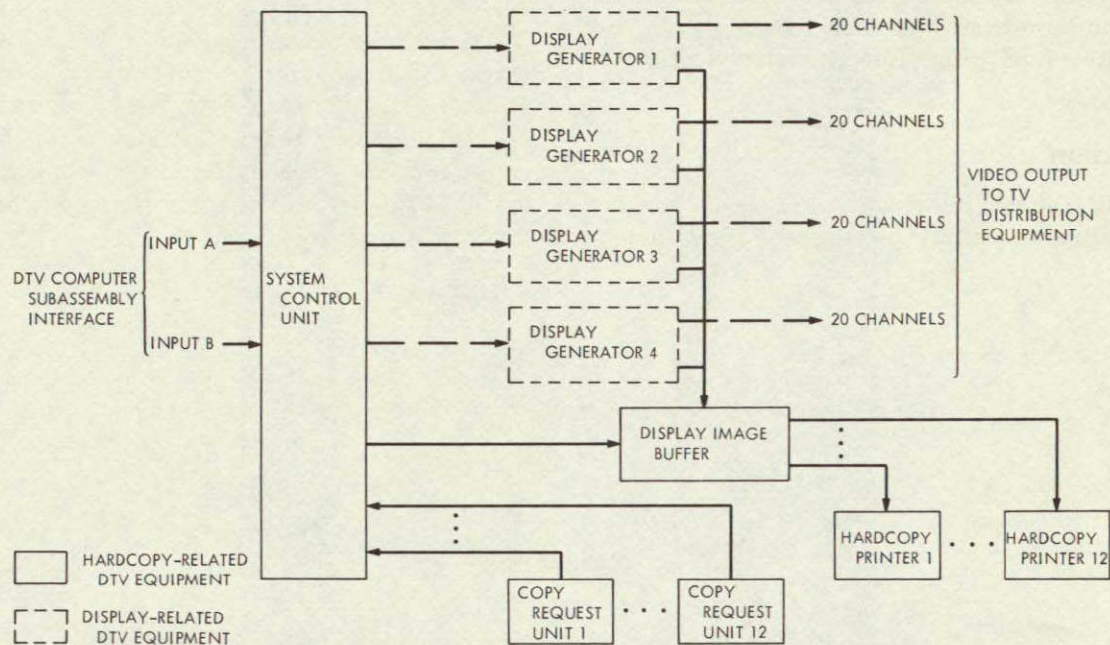 DISPLAY
GENERATOR 1
20 CHANNELS
DISPLAY
GENERATOR 2
20 CHANNELS
DISPLAY
GENERATOR 3
20 CHANNELS
DISPLAY
GENERATOR 4
20 CHANNELS
VIDEO OUTPUT
TO TV
DISTRIBUTION
EQUIPMENT
DTV COMPUTER
SUBASSEMBLY
INTERFACE
INPUT A
INPUT B
SYSTEM
CONTROL
UNIT
DISPLAY IMAGE
BUFFER
HARDCOPY
PRINTER 1
HARDCOPY
PRINTER 12
COPY
REQUEST
UNIT 1
COPY
REQUEST
UNIT 12
HARDCOPY-RELATED
DTV EQUIPMENT
DISPLAY-RELATED
DTV EQUIPMENT